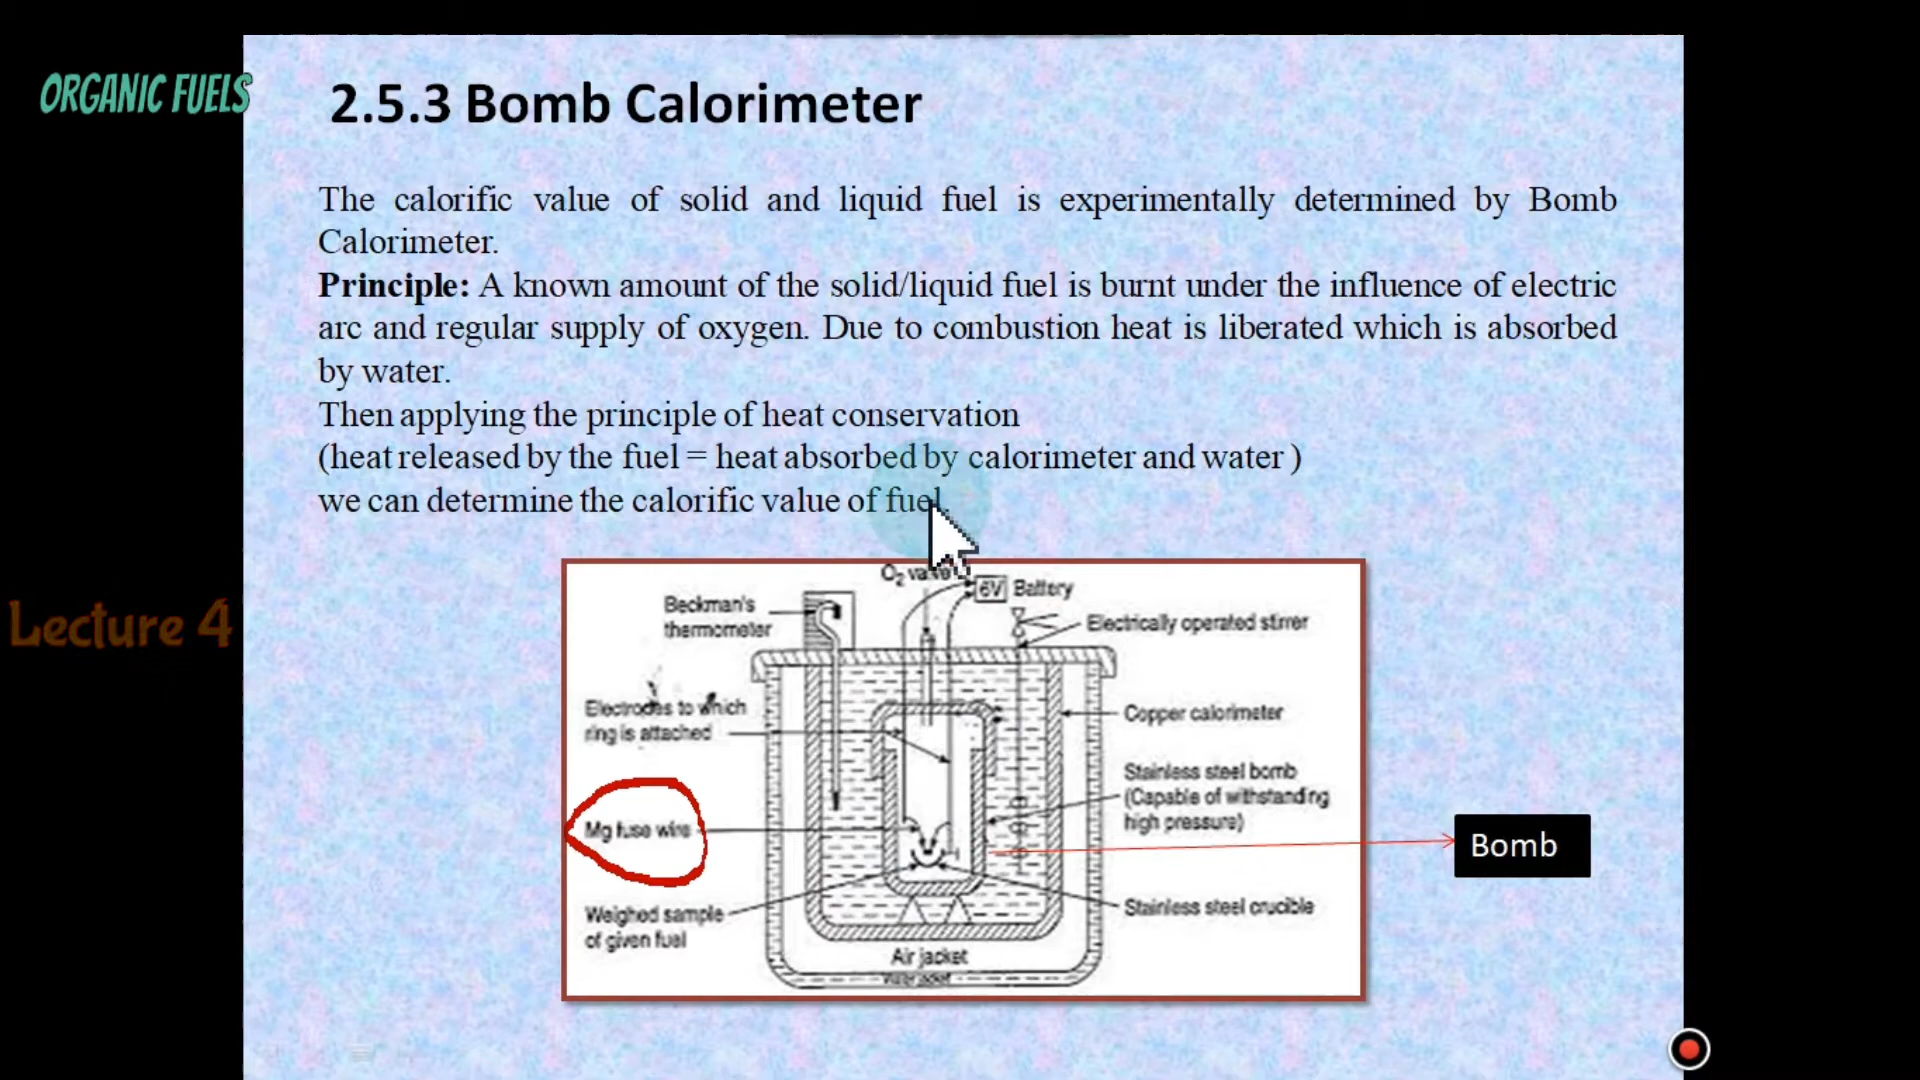 ORGANIC FUELS
2.5.3 Bomb Calorimeter
The calorific value of solid and liquid fuel is experimentally determined by Bomb
Calorimeter.
Principle: A known amount of the solid/liquid fuel is burnt under the influence of electric
arc and regular supply of oxygen. Due to combustion heat is liberated which is absorbed
by water.
Then applying the principle of heat conservation
(heat released by the fuel = heat absorbed by calorimeter and water )
we can determine the calorific value of fuel.
Lecture 4
O2 valve
6V Battery
Beckman's
thermometer
Electrically operated stirrer
Electrodes to which
ring is attached
Copper calorimeter
Stainless steel bomb
(Capable of withstanding
high pressure)
Mg fuse wire
Bomb
Weighed sample
of given fuel
Stainless steel crucible
Air jacket
Water jacket